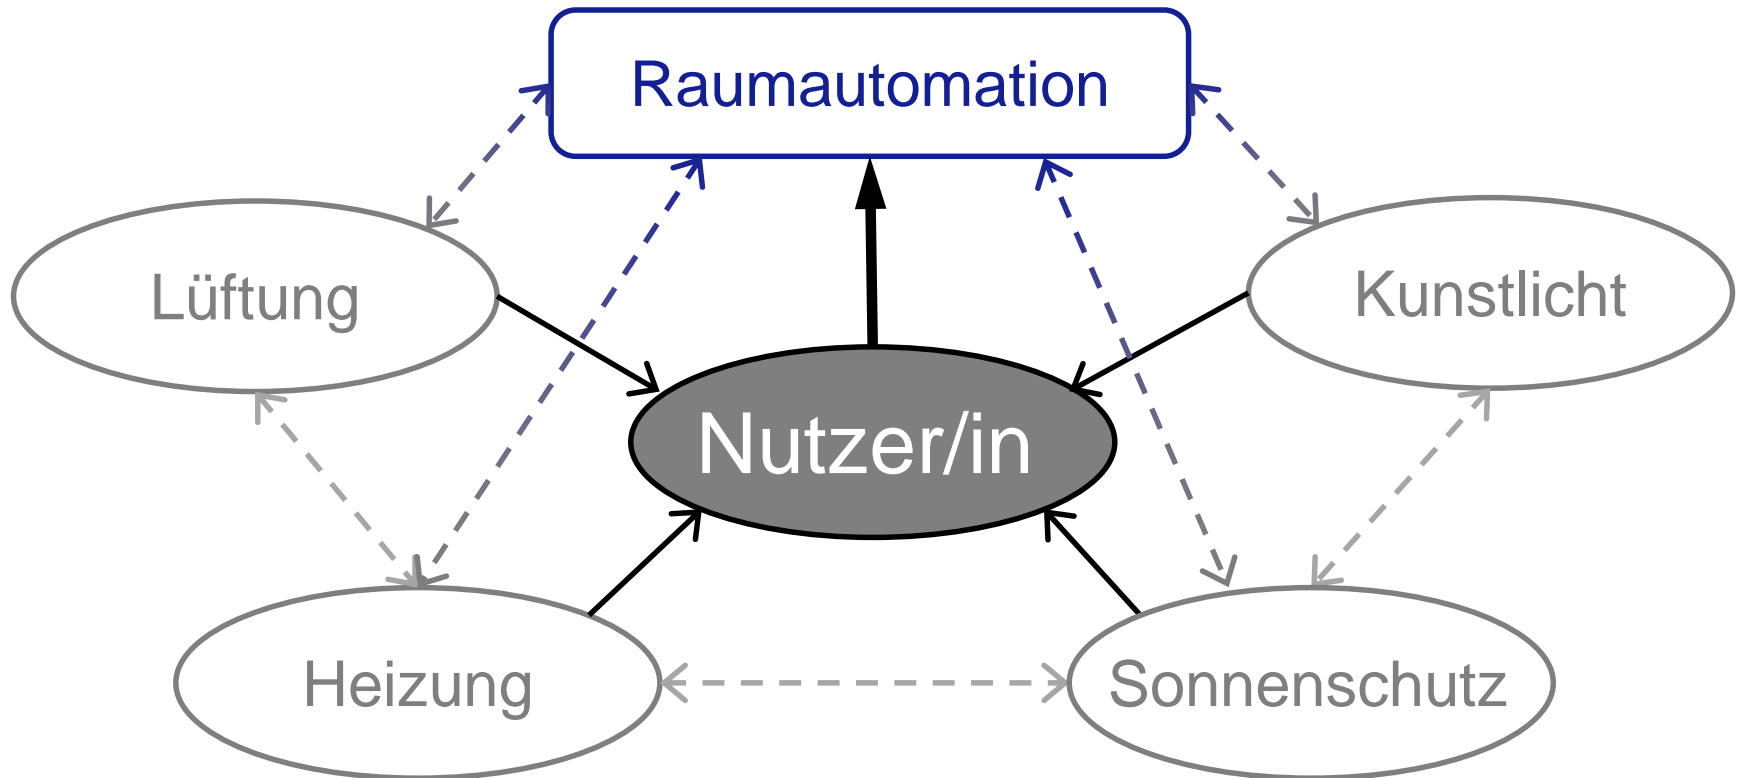 Raumautomation
Lüftung
Kunstlicht
Nutzer/in
Heizung
Sonnenschutz